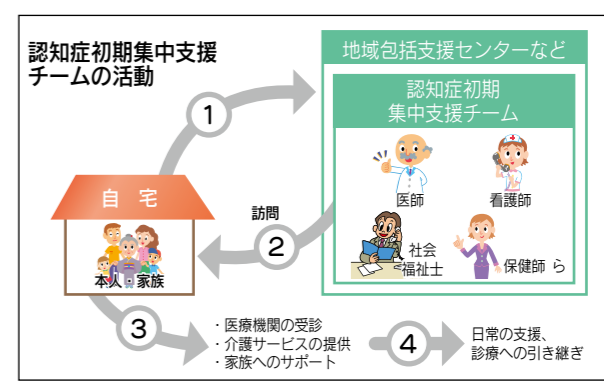 認知症初期集中支援
チームの活動
地域包括支援センターなど
認知症初期
集中支援チーム
医師
看護師
社会
福祉士
保健師 ら
1
自 宅
本人・家族
訪問
2
3
・医療機関の受診
・介護サービスの提供
・家族へのサポート
4
日常の支援、
診療への引き継ぎ